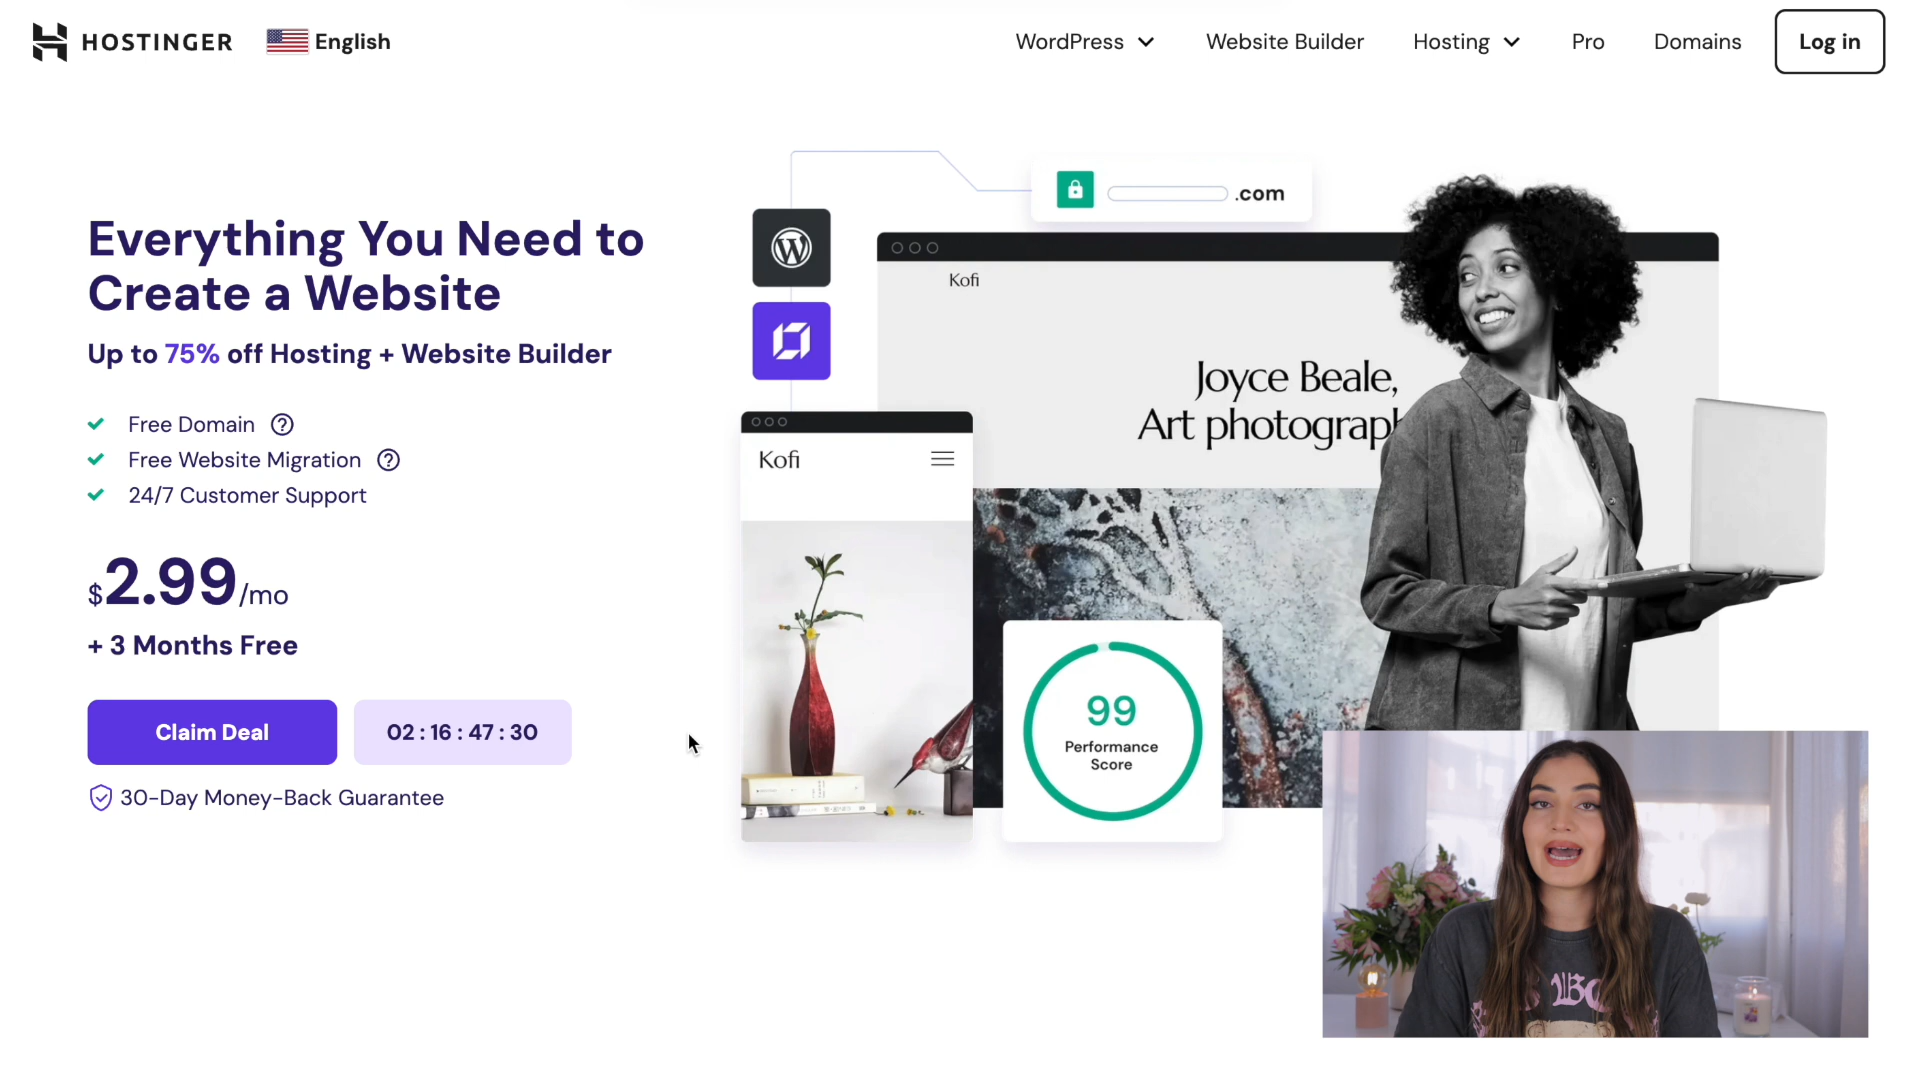 HOSTINGER
English
WordPress
Website Builder
Hosting
Pro
Domains
Log in
.com
Everything You Need to
Create a Website
Up to 75% off Hosting + Website Builder
Free Domain
Free Website Migration
24/7 Customer Support
$2.99/mo
+ 3 Months Free
Claim Deal
02 : 16 : 47 : 30
30-Day Money-Back Guarantee
Kofi
Joyce Beale,
Art photograph
Kofi
99
Performance
Score